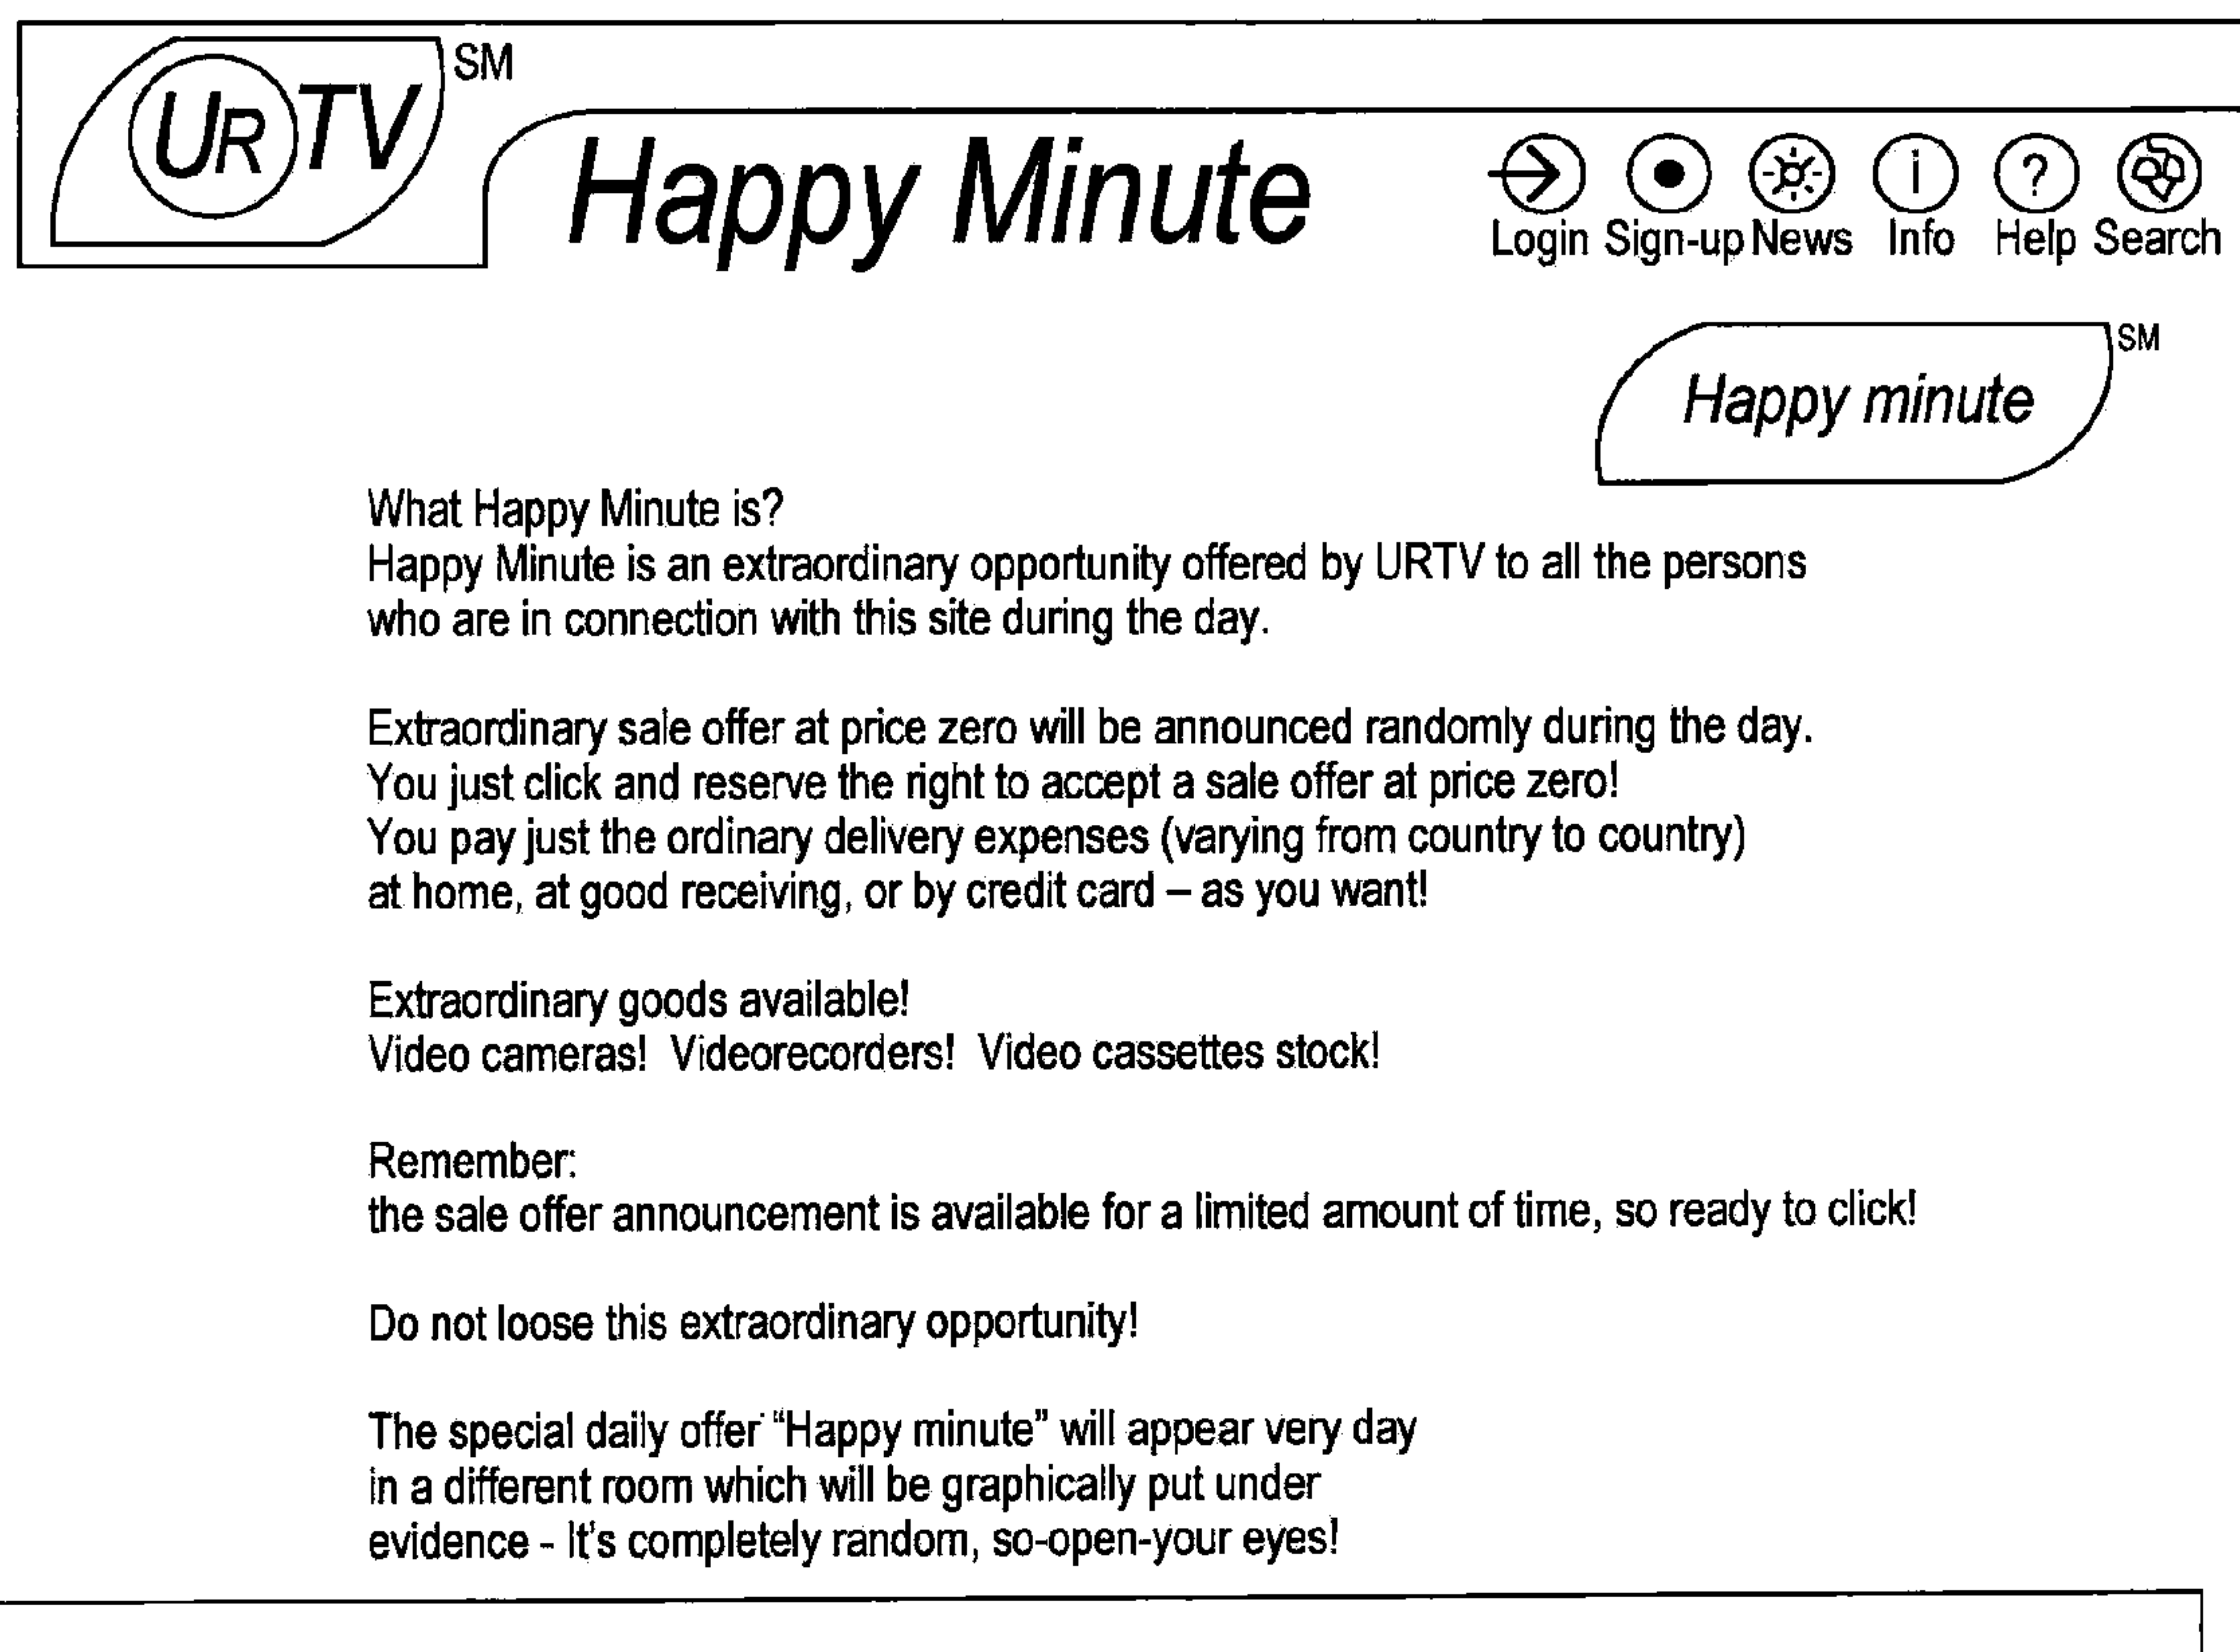 URTV SM
Happy Minute
Login Sign-up News Info Help Search
Happy minute SM
What Happy Minute is?
Happy Minute is an extraordinary opportunity offered by URTV to all the persons
who are in connection with this site during the day.
Extraordinary sale offer at price zero will be announced randomly during the day.
You just click and reserve the right to accept a sale offer at price zero!
You pay just the ordinary delivery expenses (varying from country to country)
at home, at good receiving, or by credit card – as you want!
Extraordinary goods available!
Video cameras! Videorecorders! Video cassettes stock!
Remember:
the sale offer announcement is available for a limited amount of time, so ready to click!
Do not loose this extraordinary opportunity!
The special daily offer "Happy minute" will appear very day
in a different room which will be graphically put under
evidence - It's completely random, so-open-your eyes!